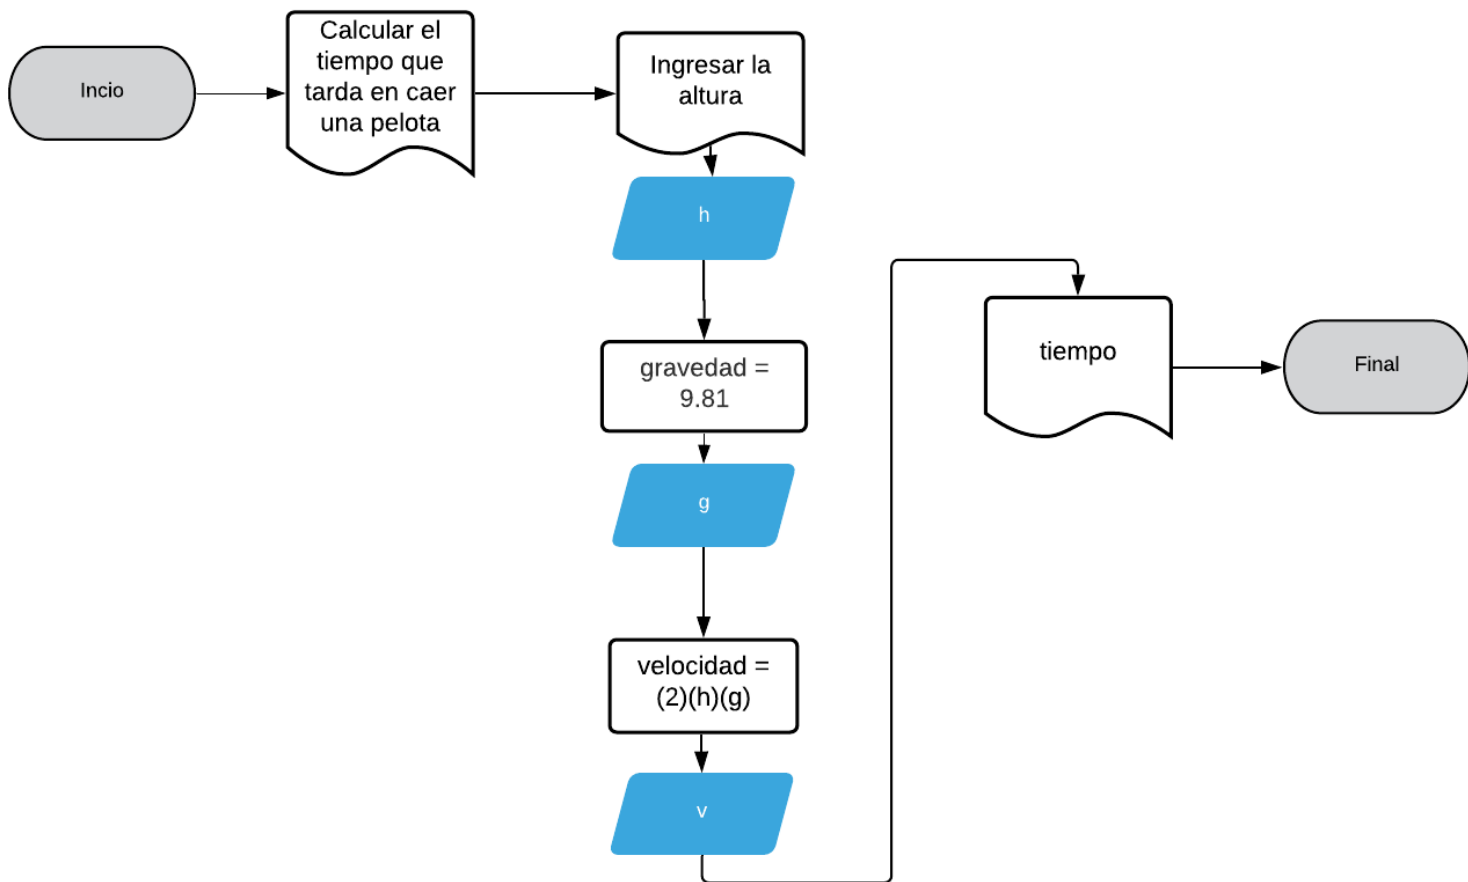 Incio
Calcular el
tiempo que
tarda en caer
una pelota
Ingresar la
altura
h
gravedad =
9.81
g
velocidad =
(2)(h)(g)
v
tiempo
Final